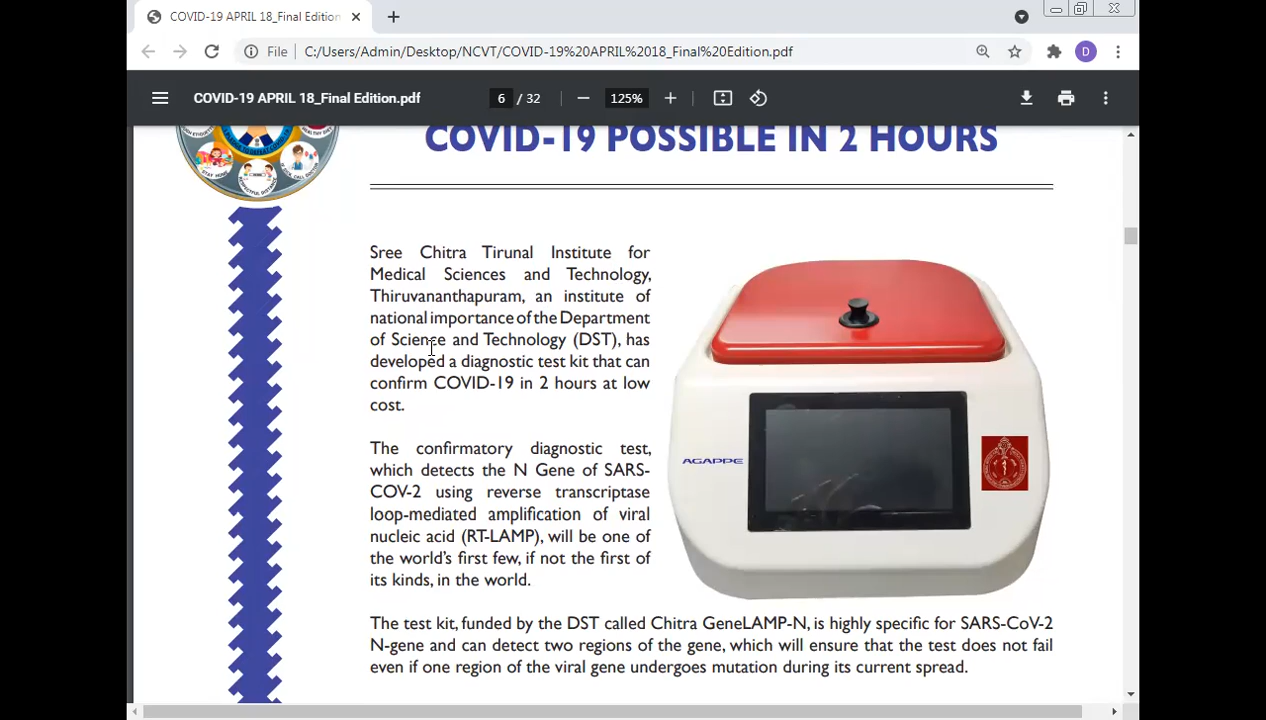 COVID-19 APRIL 18_Final Edition
File C:/Users/Admin/Desktop/NCVT/COVID-19%20APRIL%2018_Final%20Edition.pdf
D
COVID-19 APRIL 18_Final Edition.pdf
6 / 32
125%
STAY HOME
RESPECTFUL DISTANCE
COVID-19 POSSIBLE IN 2 HOURS
Sree Chitra Tirunal Institute for
Medical Sciences and Technology,
Thiruvananthapuram, an institute of
national importance of the Department
of Science and Technology (DST), has
developed a diagnostic test kit that can
confirm COVID-19 in 2 hours at low
cost.
The confirmatory diagnostic test,
which detects the N Gene of SARS-
COV-2 using reverse transcriptase
loop-mediated amplification of viral
nucleic acid (RT-LAMP), will be one of
the world's first few, if not the first of
its kinds, in the world.
AGAPPE
The test kit, funded by the DST called Chitra GeneLAMP-N, is highly specific for SARS-CoV-2
N-gene and can detect two regions of the gene, which will ensure that the test does not fail
even if one region of the viral gene undergoes mutation during its current spread.